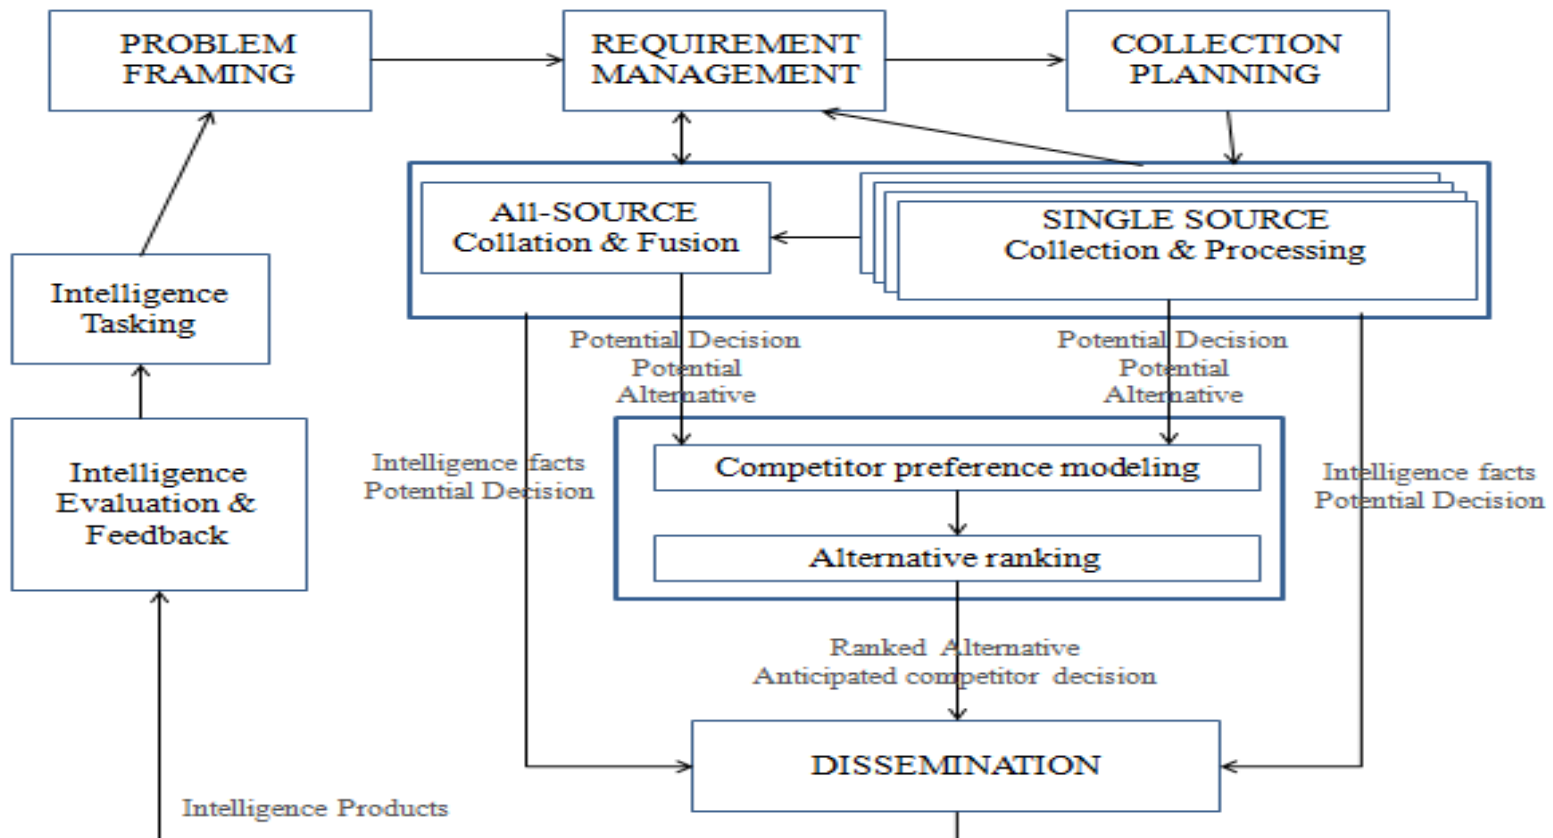 PROBLEM
FRAMING
REQUIREMENT
MANAGEMENT
COLLECTION
PLANNING
All-SOURCE
Collation & Fusion
SINGLE SOURCE
Collection & Processing
Intelligence
Tasking
Potential Decision
Potential
Alternative
Potential Decision
Potential
Alternative
Intelligence
Evaluation &
Feedback
Intelligence facts
Potential Decision
Competitor preference modeling
Intelligence facts
Potential Decision
Alternative ranking
Ranked Alternative
Anticipated competitor decision
DISSEMINATION
Intelligence Products